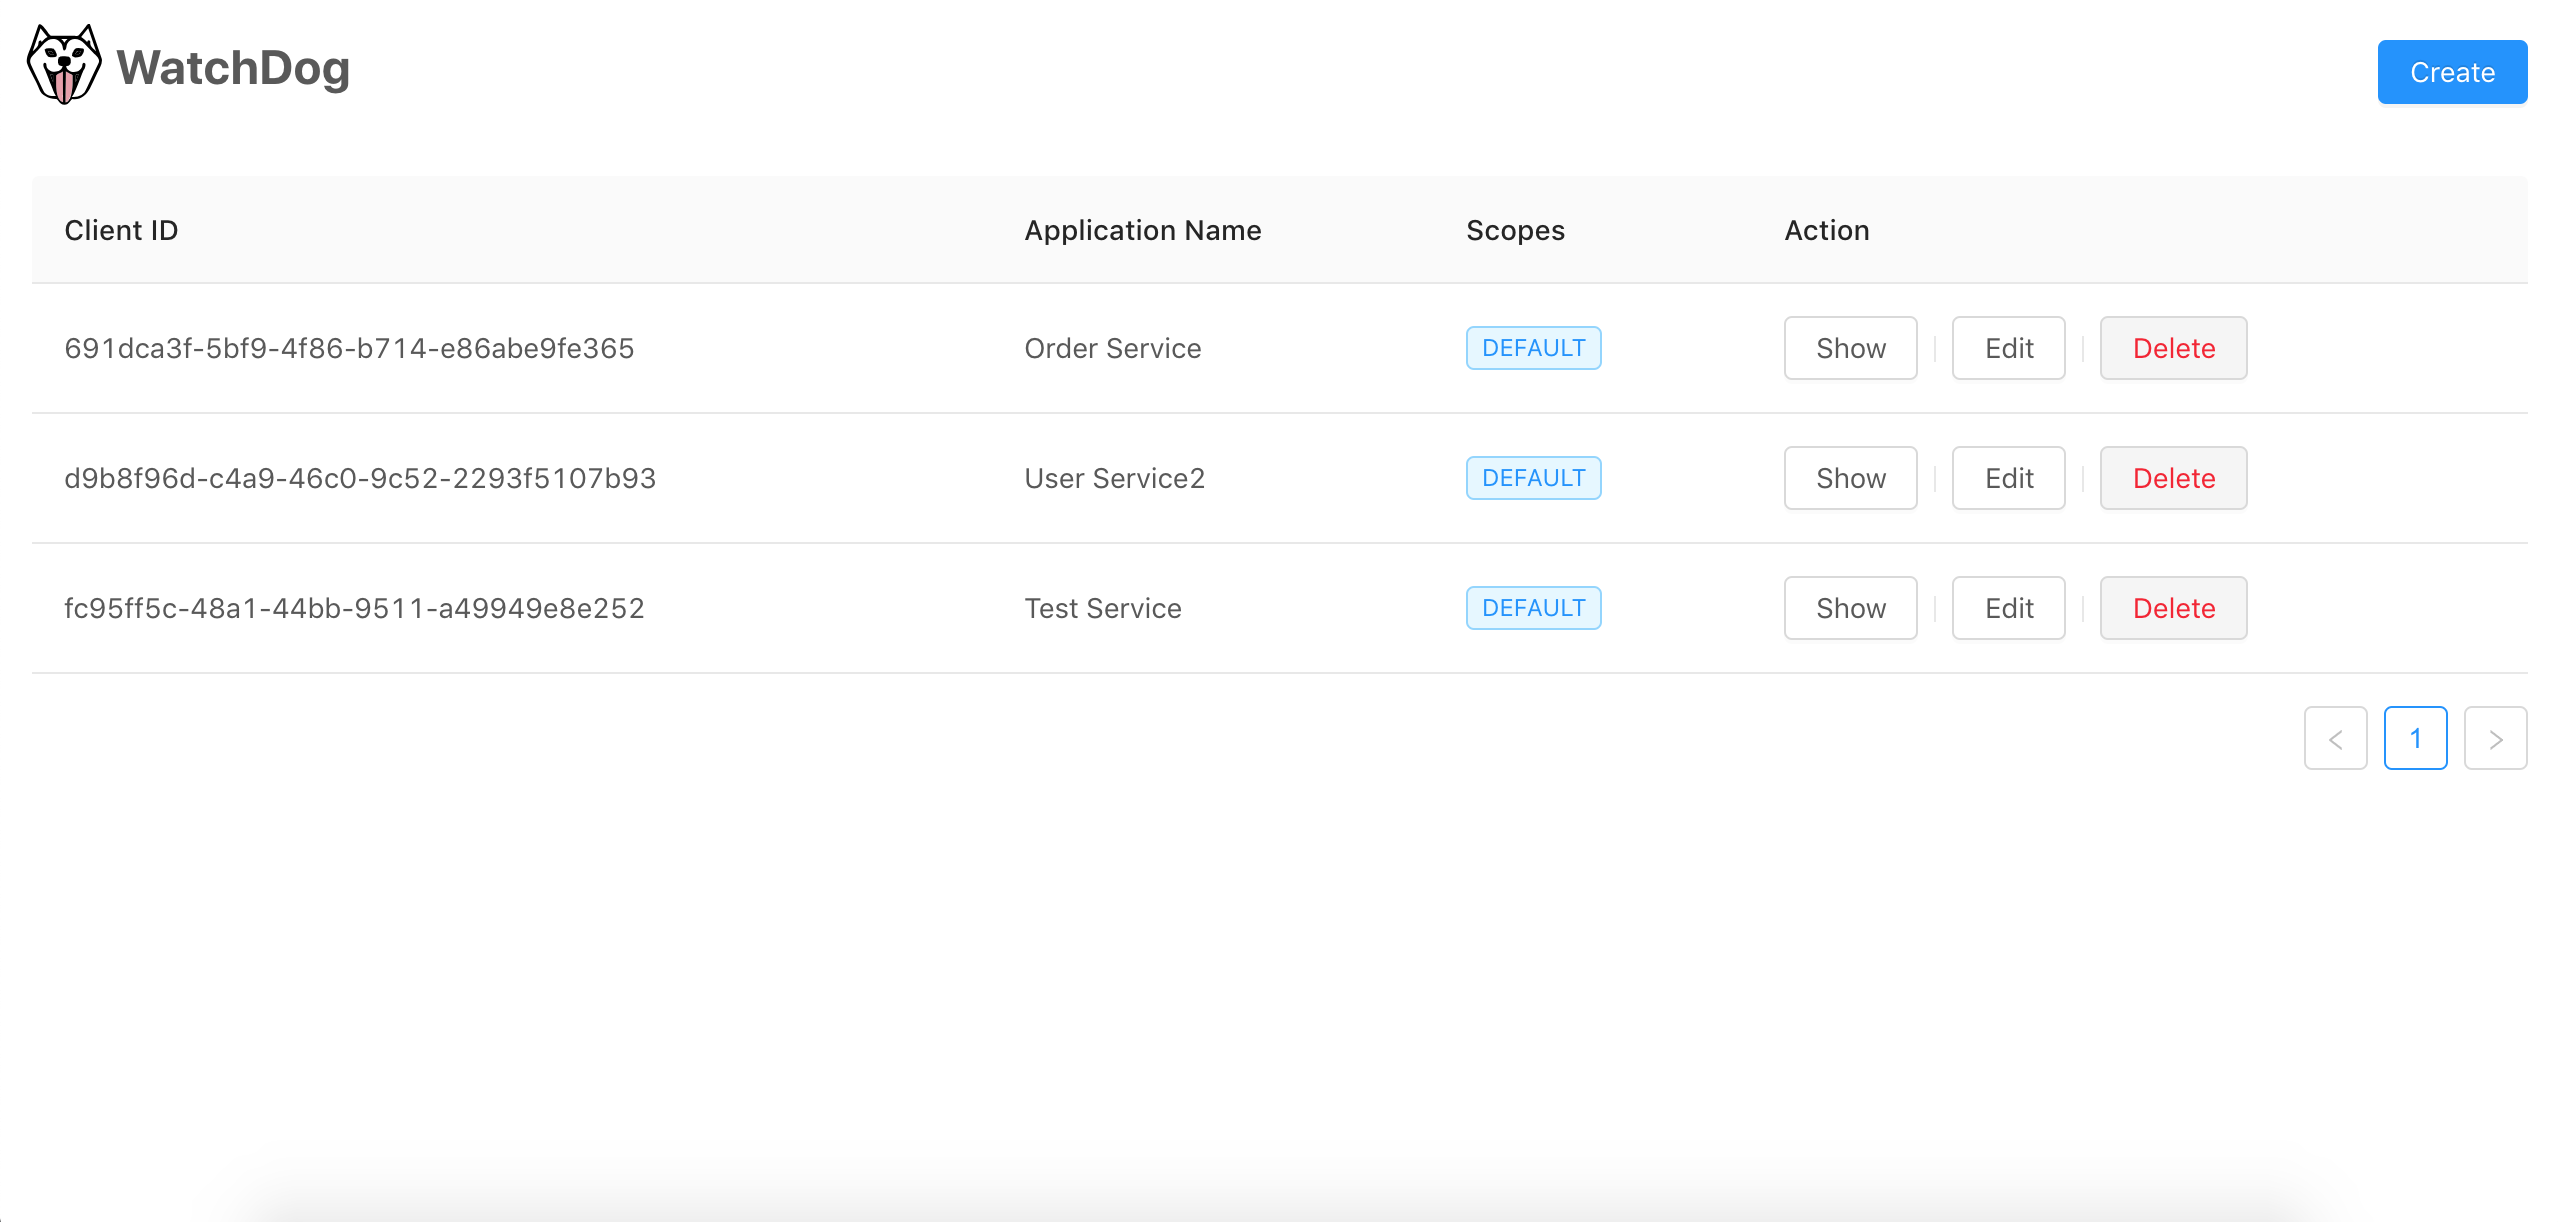 WatchDog
Create
Client ID Application Name Scopes Action
691dca3f-5bf9-4f86-b714-e86abe9fe365 Order Service DEFAULT Show Edit Delete
d9b8f96d-c4a9-46c0-9c52-2293f5107b93 User Service2 DEFAULT Show Edit Delete
fc95ff5c-48a1-44bb-9511-a49949e8e252 Test Service DEFAULT Show Edit Delete
< 1 >